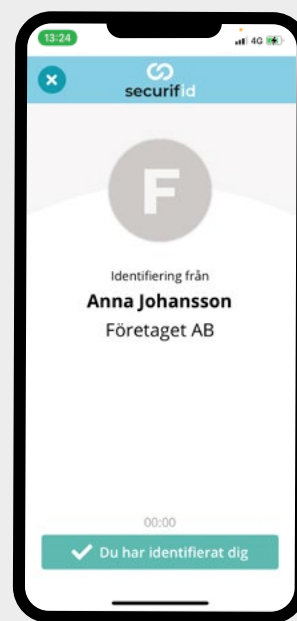 13:24
4G
securifid
F
Identifiering från
Anna Johansson
Företaget AB
00:00
Du har identifierat dig